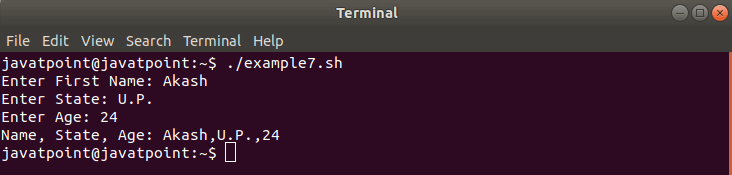 Terminal
File Edit View Search Terminal Help
javatpoint@javatpoint:~$ ./example7.sh
Enter First Name: Akash
Enter State: U.P.
Enter Age: 24
Name, State, Age: Akash,U.P.,24
javatpoint@javatpoint:~$